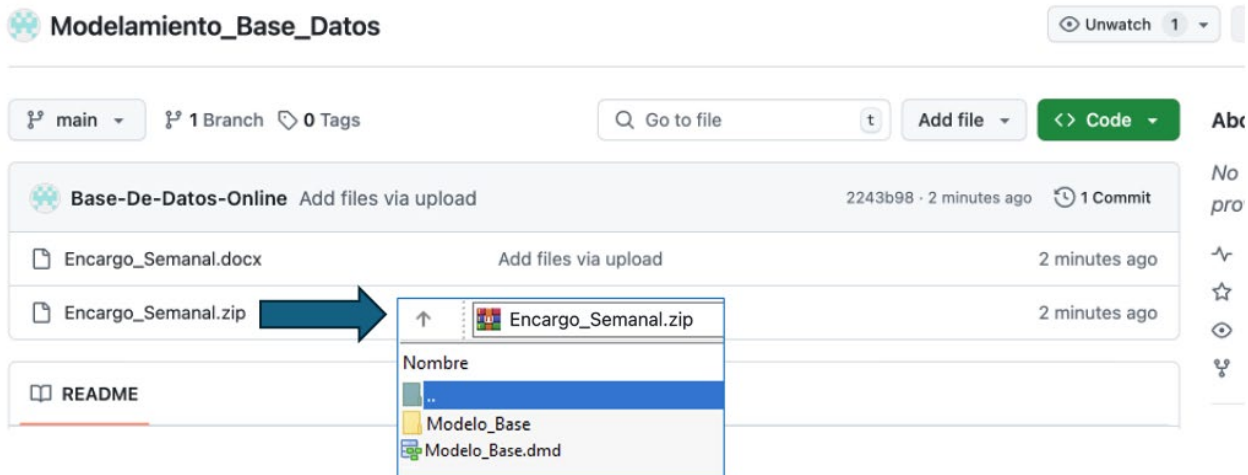 Modelamiento_Base_Datos
Unwatch 1
main
1 Branch
0 Tags
Go to file
t
Add file
Code
Base-De-Datos-Online Add files via upload
2243b98 · 2 minutes ago
1 Commit
No
Encargo_Semanal.docx
Add files via upload
2 minutes ago
Encargo_Semanal.zip
2 minutes ago
Encargo_Semanal.zip
Nombre
..
Modelo_Base
Modelo_Base.dmd
README